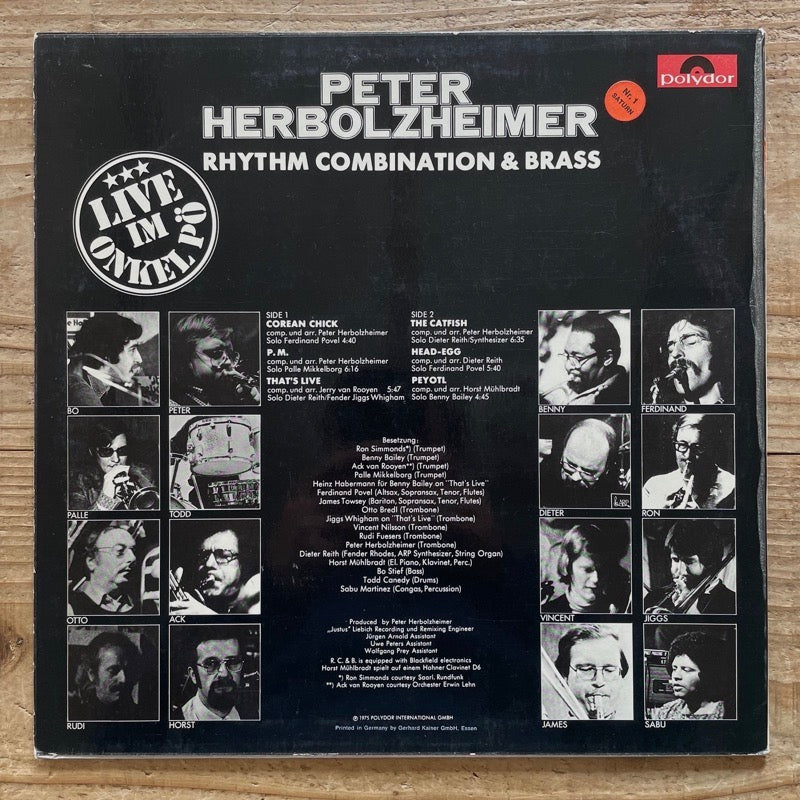 polydor
PETER
HERBOLZHEIMER
Nr. 1
SATURN
RHYTHM COMBINATION & BRASS
LIVE
IM
ONKEL PÖ
SIDE 1
COREAN CHICK
comp. und arr. Peter Herbolzheimer
Solo Ferdinand Povel 4:40
P. M.
comp. und arr. Peter Herbolzheimer
Solo Palle Mikkelborg 6:16
THAT'S LIVE
comp. und arr. Jerry van Rooyen 5:47
Solo Dieter Reith/Fender Jiggs Whigham
SIDE 2
THE CATFISH
comp. und arr. Peter Herbolzheimer
Solo Dieter Reith/Synthesizer 6:35
HEAD-EGG
comp. und arr. Dieter Reith
Solo Ferdinand Povel 5:40
PEYOTL
comp und arr. Horst Mühlbradt
Solo Benny Bailey 4:45
BO
PETER
BENNY
FERDINAND
PALLE
TODD
DIETER
RON
OTTO
ACK
VINCENT
JIGGS
RUDI
HORST
JAMES
SABU
Besetzung:
Ron Simmonds*) (Trumpet)
Benny Bailey (Trumpet)
Ack van Rooyen**) (Trumpet)
Palle Mikkelborg (Trumpet)
Heinz Habermann für Benny Bailey on "That's Live"
Ferdinand Povel (Altsax, Sopransax, Tenor, Flutes)
James Towsey (Bariton, Sopransax, Tenor, Flutes)
Otto Bredl (Trombone)
Jiggs Whigham on "That's Live" (Trombone)
Vincent Nilsson (Trombone)
Rudi Fuesers (Trombone)
Peter Herbolzheimer (Trombone)
Dieter Reith (Fender Rhodes, ARP Synthesizer, String Organ)
Horst Mühlbradt (El. Piano, Klavinet, Perc.)
Bo Stief (Bass)
Todd Canedy (Drums)
Sabu Martinez (Congas, Percussion)
Produced by Peter Herbolzheimer
„Justus" Liebich Recording und Remixing Engineer
Jürgen Arnold Assistant
Uwe Peters Assistant
Wolfgang Prey Assistant
R. C. & B. is equipped with Blackfield electronics
Horst Mühlbradt spielt auf einem Hohner Clavinet D6
*) Ron Simmonds courtesy Saarl. Rundfunk
**) Ack van Rooyen courtesy Orchester Erwin Lehn
℗ 1975 POLYDOR INTERNATIONAL GMBH
Printed in Germany by Gerhard Kaiser GmbH, Essen